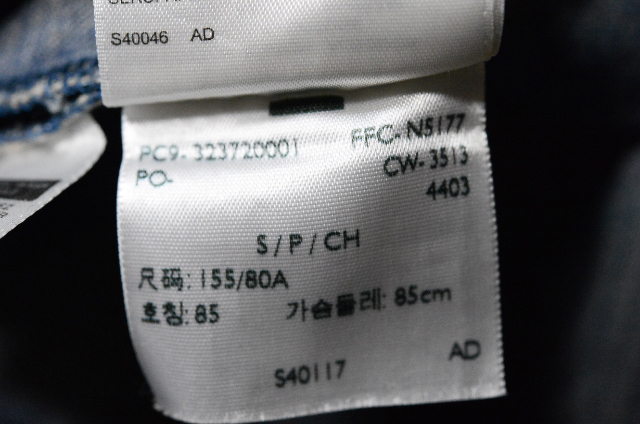 S40046 AD
PC9-323720001 FFC-N5177
PO- CW-3513
4403
S / P / CH
尺码: 155/80A
호칭: 85 가슴둘레: 85cm
S40117 AD